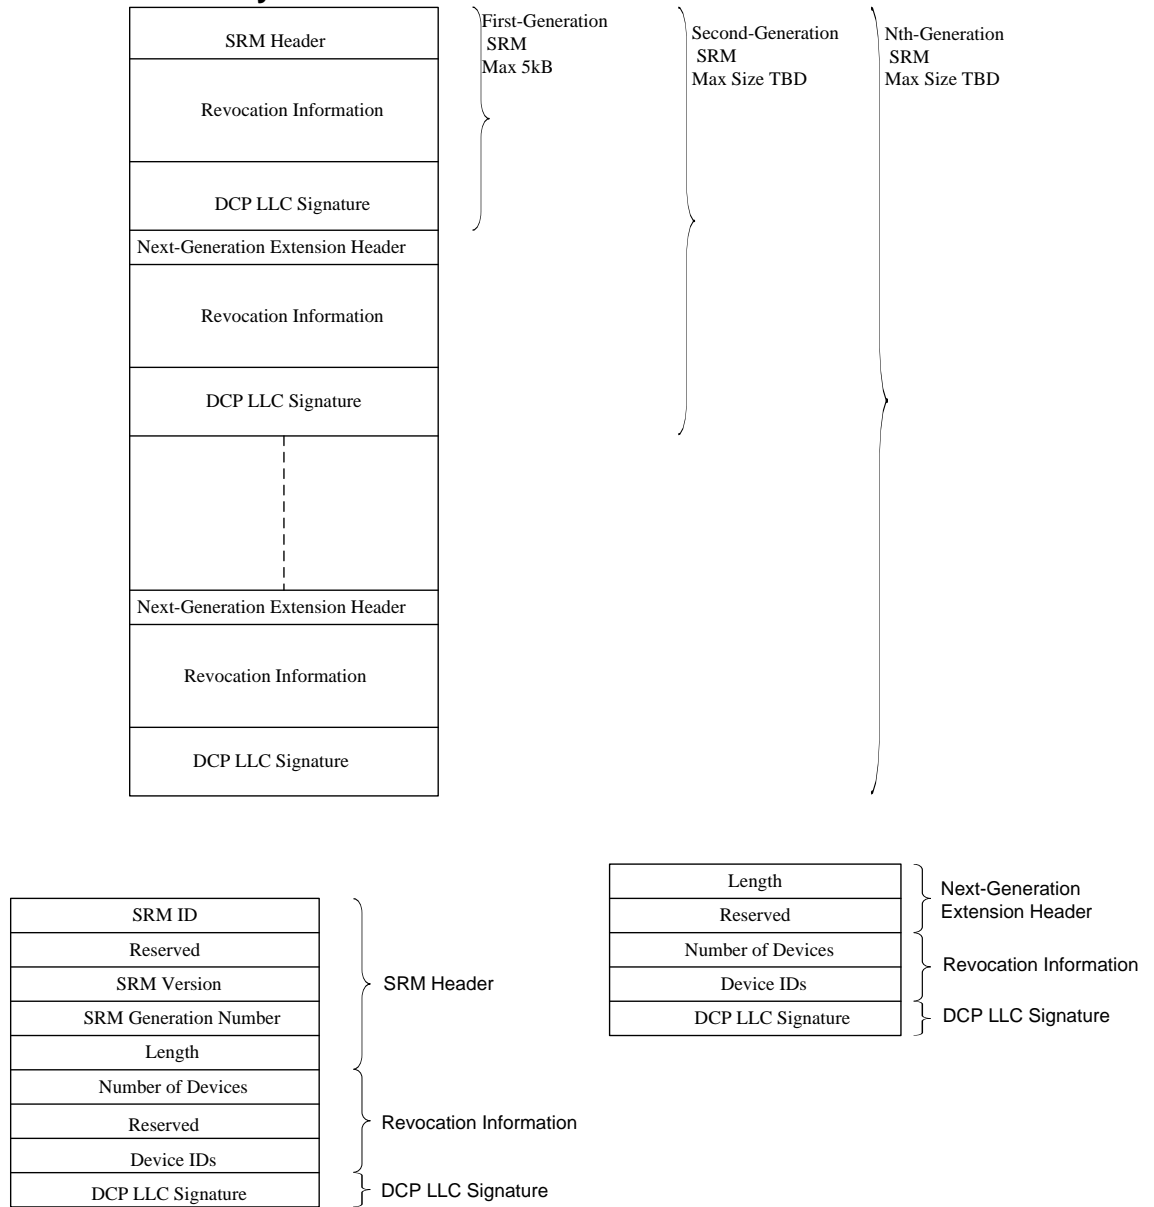 SRM Header
Revocation Information
DCP LLC Signature
Next-Generation Extension Header
Revocation Information
DCP LLC Signature
Next-Generation Extension Header
Revocation Information
DCP LLC Signature
First-Generation
SRM
Max 5kB
Second-Generation
SRM
Max Size TBD
Nth-Generation
SRM
Max Size TBD
SRM ID
Reserved
SRM Version
SRM Generation Number
Length
Number of Devices
Reserved
Device IDs
DCP LLC Signature
SRM Header
Revocation Information
DCP LLC Signature
Length
Reserved
Number of Devices
Device IDs
DCP LLC Signature
Next-Generation
Extension Header
Revocation Information
DCP LLC Signature